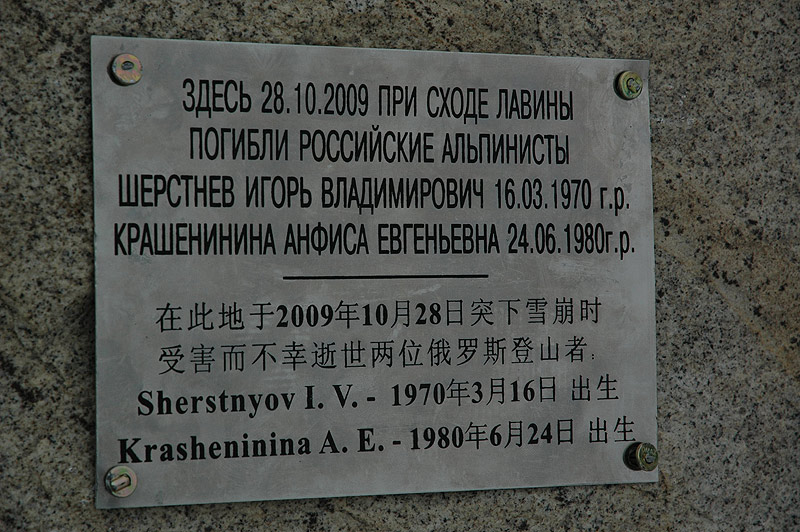 ЗДЕСЬ 28.10.2009 ПРИ СХОДЕ ЛАВИНЫ
ПОГИБЛИ РОССИЙСКИЕ АЛЬПИНИСТЫ
ШЕРСТНЕВ ИГОРЬ ВЛАДИМИРОВИЧ 16.03.1970 г.р.
КРАШЕНИНИНА АНФИСА ЕВГЕНЬЕВНА 24.06.1980г.р.
在此地于2009年10月28日突下雪崩时
受害而不幸逝世两位俄罗斯登山者:
Sherstnyov I. V. - 1970年3月16日 出生
Krasheninina A. E. - 1980年6月24日 出生